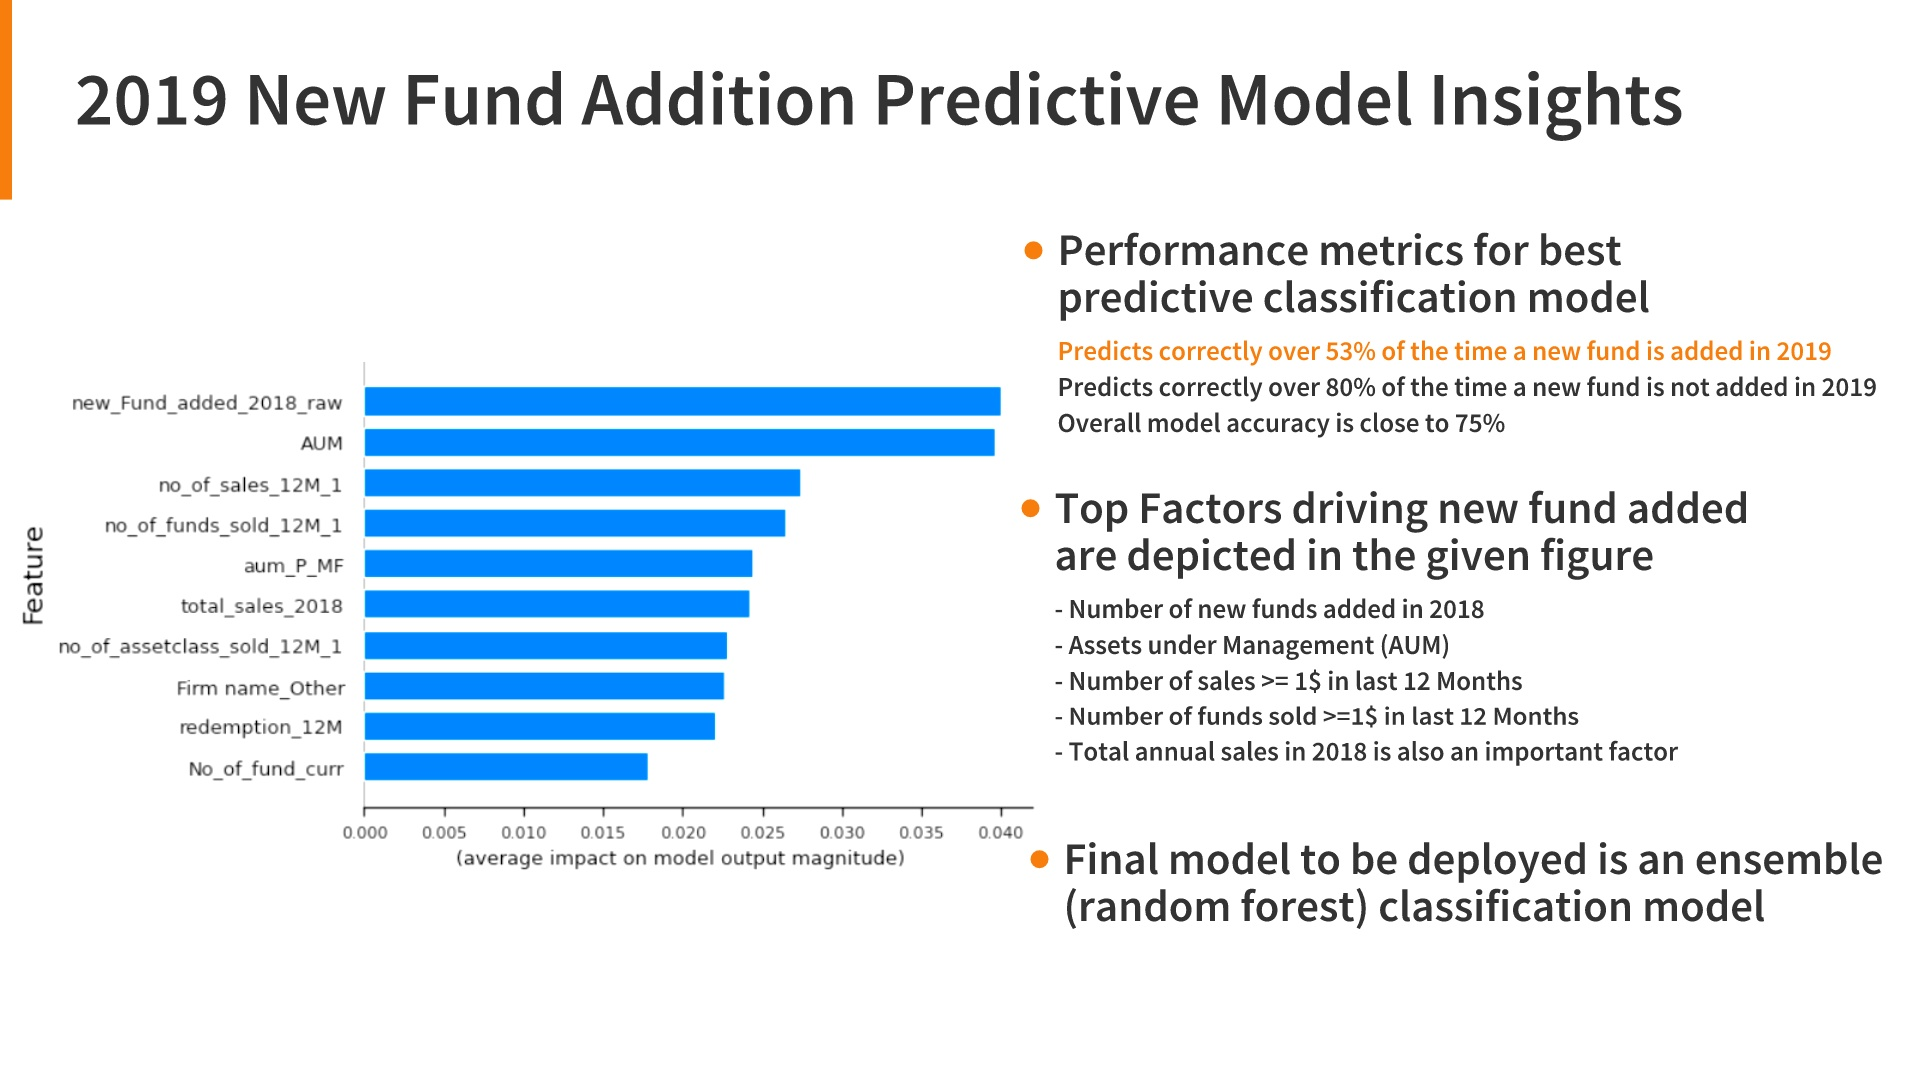 2019 New Fund Addition Predictive Model Insights
Feature
new_Fund_added_2018_raw
AUM
no_of_sales_12M_1
no_of_funds_sold_12M_1
aum_P_MF
total_sales_2018
no_of_assetclass_sold_12M_1
Firm name_Other
redemption_12M
No_of_fund_curr
0.000 0.005 0.010 0.015 0.020 0.025 0.030 0.035 0.040
(average impact on model output magnitude)
Performance metrics for best
predictive classification model
Predicts correctly over 53% of the time a new fund is added in 2019
Predicts correctly over 80% of the time a new fund is not added in 2019
Overall model accuracy is close to 75%
Top Factors driving new fund added
are depicted in the given figure
- Number of new funds added in 2018
- Assets under Management (AUM)
- Number of sales >= 1$ in last 12 Months
- Number of funds sold >=1$ in last 12 Months
- Total annual sales in 2018 is also an important factor
Final model to be deployed is an ensemble
(random forest) classification model